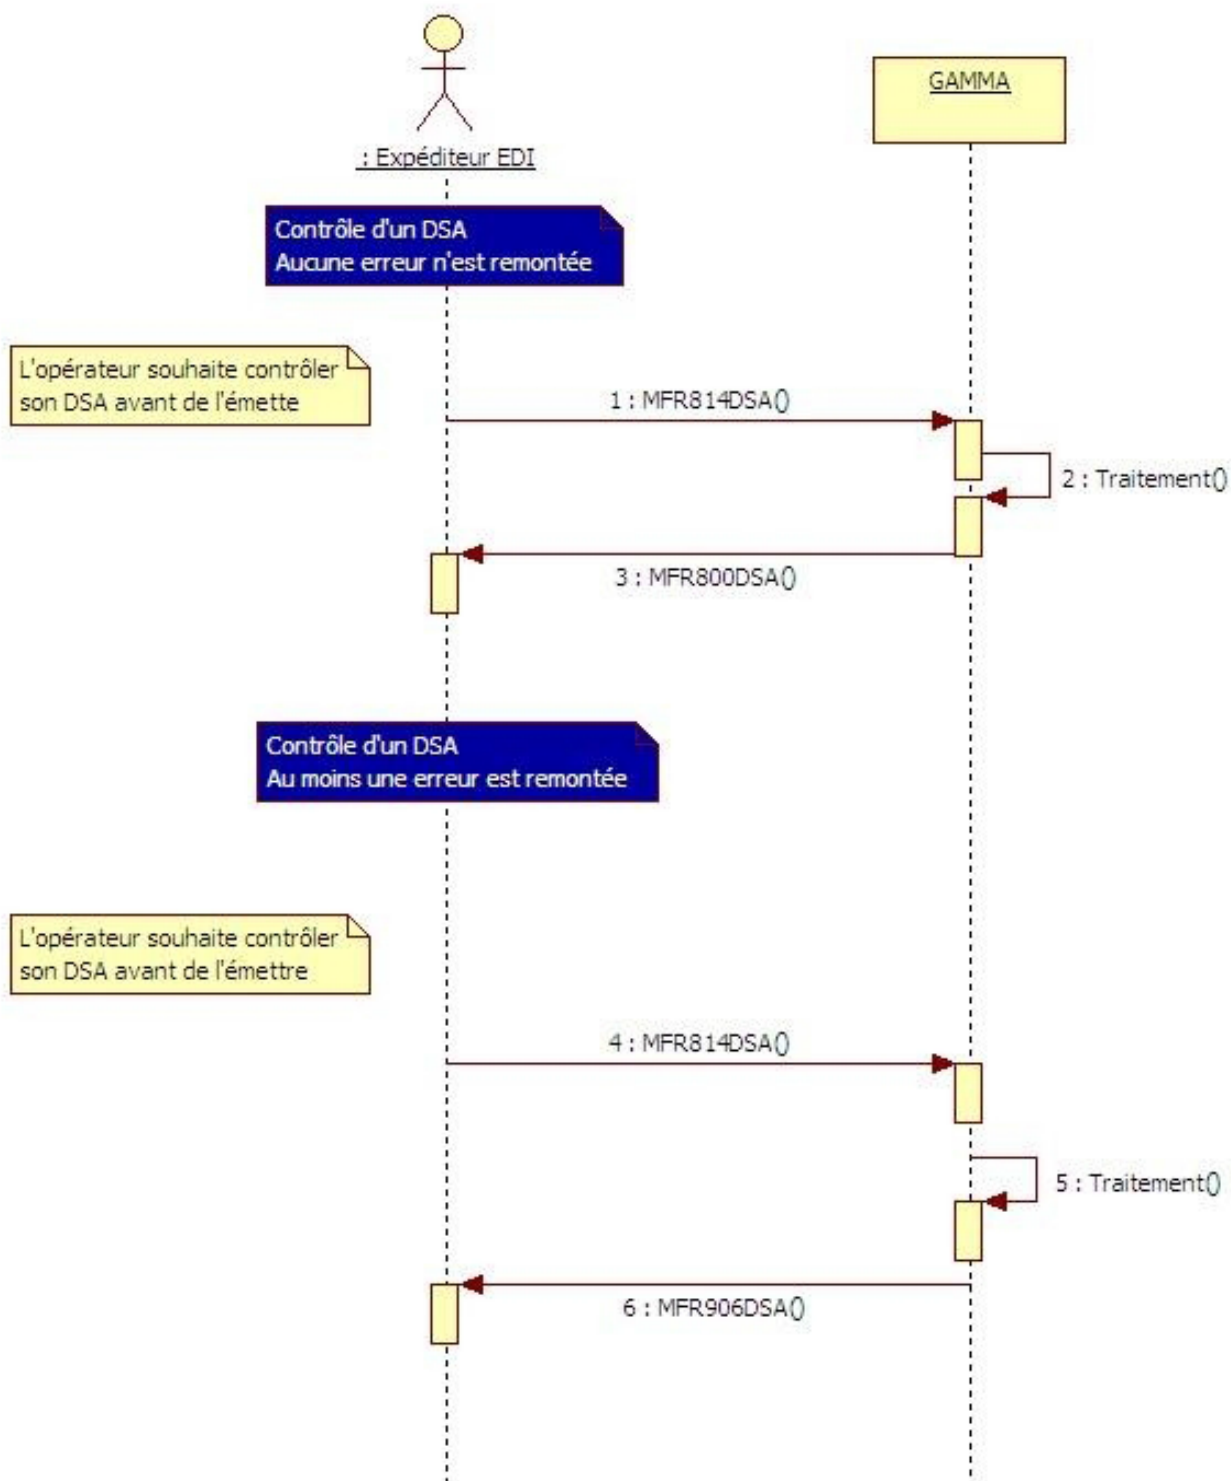 GAMMA
: Expéditeur EDI
Contrôle d'un DSA
Aucune erreur n'est remontée
L'opérateur souhaite contrôler
son DSA avant de l'émette
1 : MFR814DSA()
2 : Traitement()
3 : MFR800DSA()
Contrôle d'un DSA
Au moins une erreur est remontée
L'opérateur souhaite contrôler
son DSA avant de l'émettre
4 : MFR814DSA()
5 : Traitement()
6 : MFR906DSA()